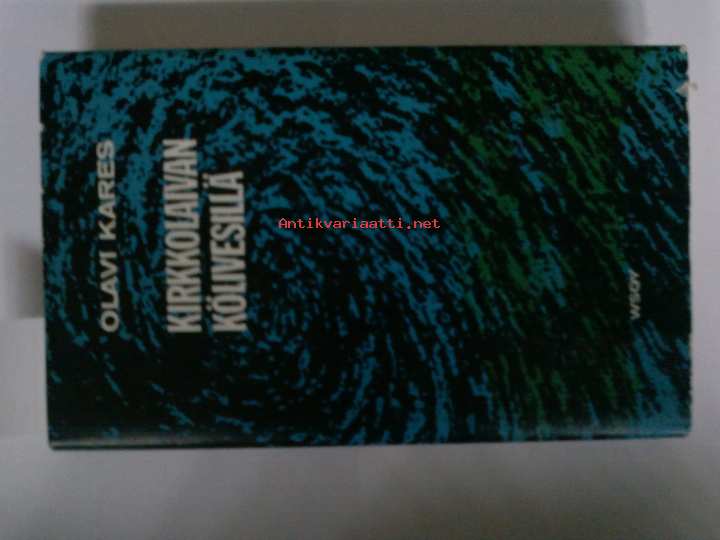 OLAVI KARES
KIRKKOLAIVAN
KÖLIVESILLÄ
WSOY
Antikvariaatti.net